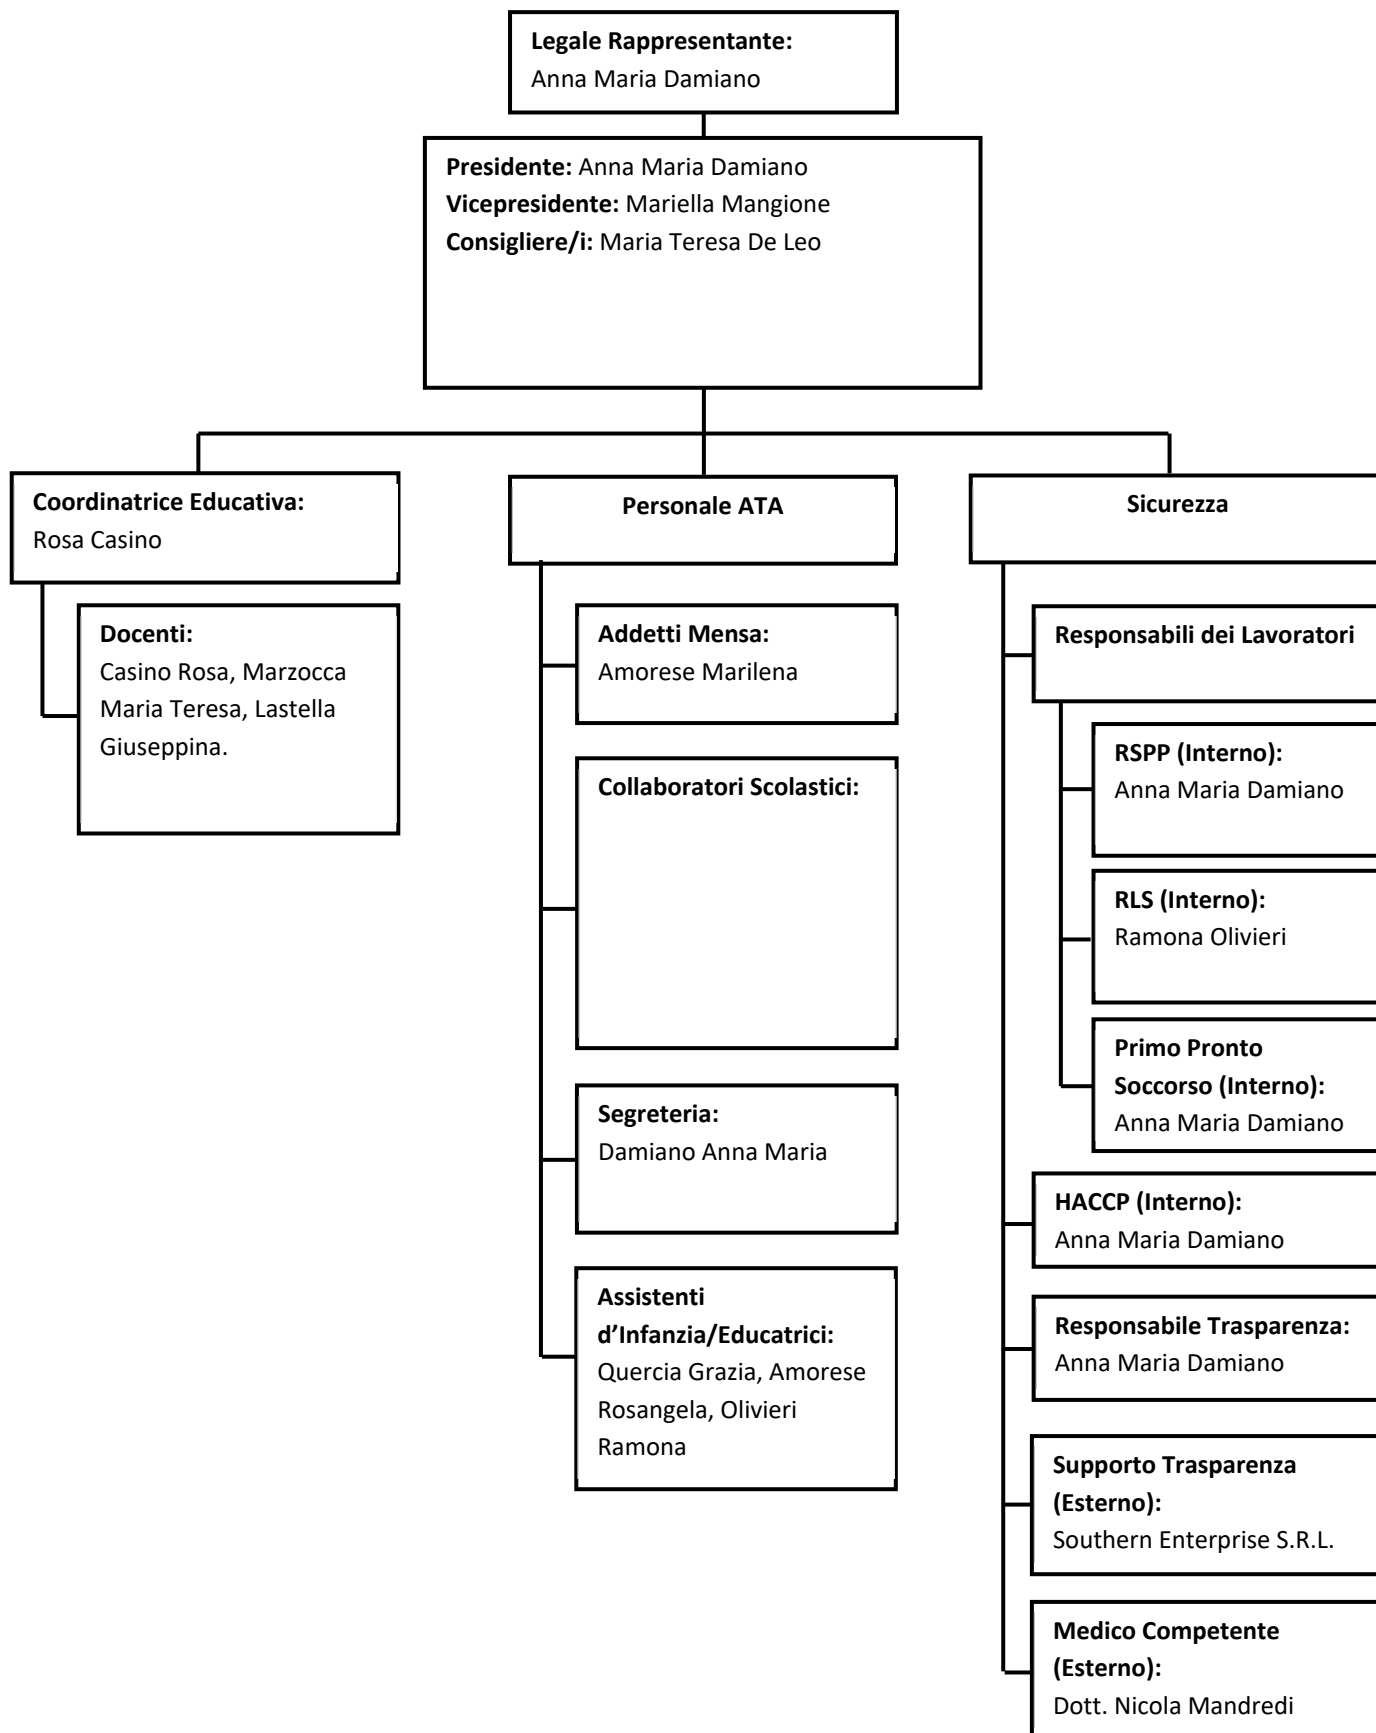 Legale Rappresentante:
Anna Maria Damiano
Presidente: Anna Maria Damiano
Vicepresidente: Mariella Mangione
Consigliere/i: Maria Teresa De Leo
Coordinatrice Educativa:
Rosa Casino
Docenti:
Casino Rosa, Marzocca
Maria Teresa, Lastella
Giuseppina.
Personale ATA
Addetti Mensa:
Amorese Marilena
Collaboratori Scolastici:
Segreteria:
Damiano Anna Maria
Assistenti
d’Infanzia/Educatrici:
Quercia Grazia, Amorese
Rosangela, Olivieri
Ramona
Sicurezza
Responsabili dei Lavoratori
RSPP (Interno):
Anna Maria Damiano
RLS (Interno):
Ramona Olivieri
Primo Pronto
Soccorso (Interno):
Anna Maria Damiano
HACCP (Interno):
Anna Maria Damiano
Responsabile Trasparenza:
Anna Maria Damiano
Supporto Trasparenza
(Esterno):
Southern Enterprise S.R.L.
Medico Competente
(Esterno):
Dott. Nicola Mandredi